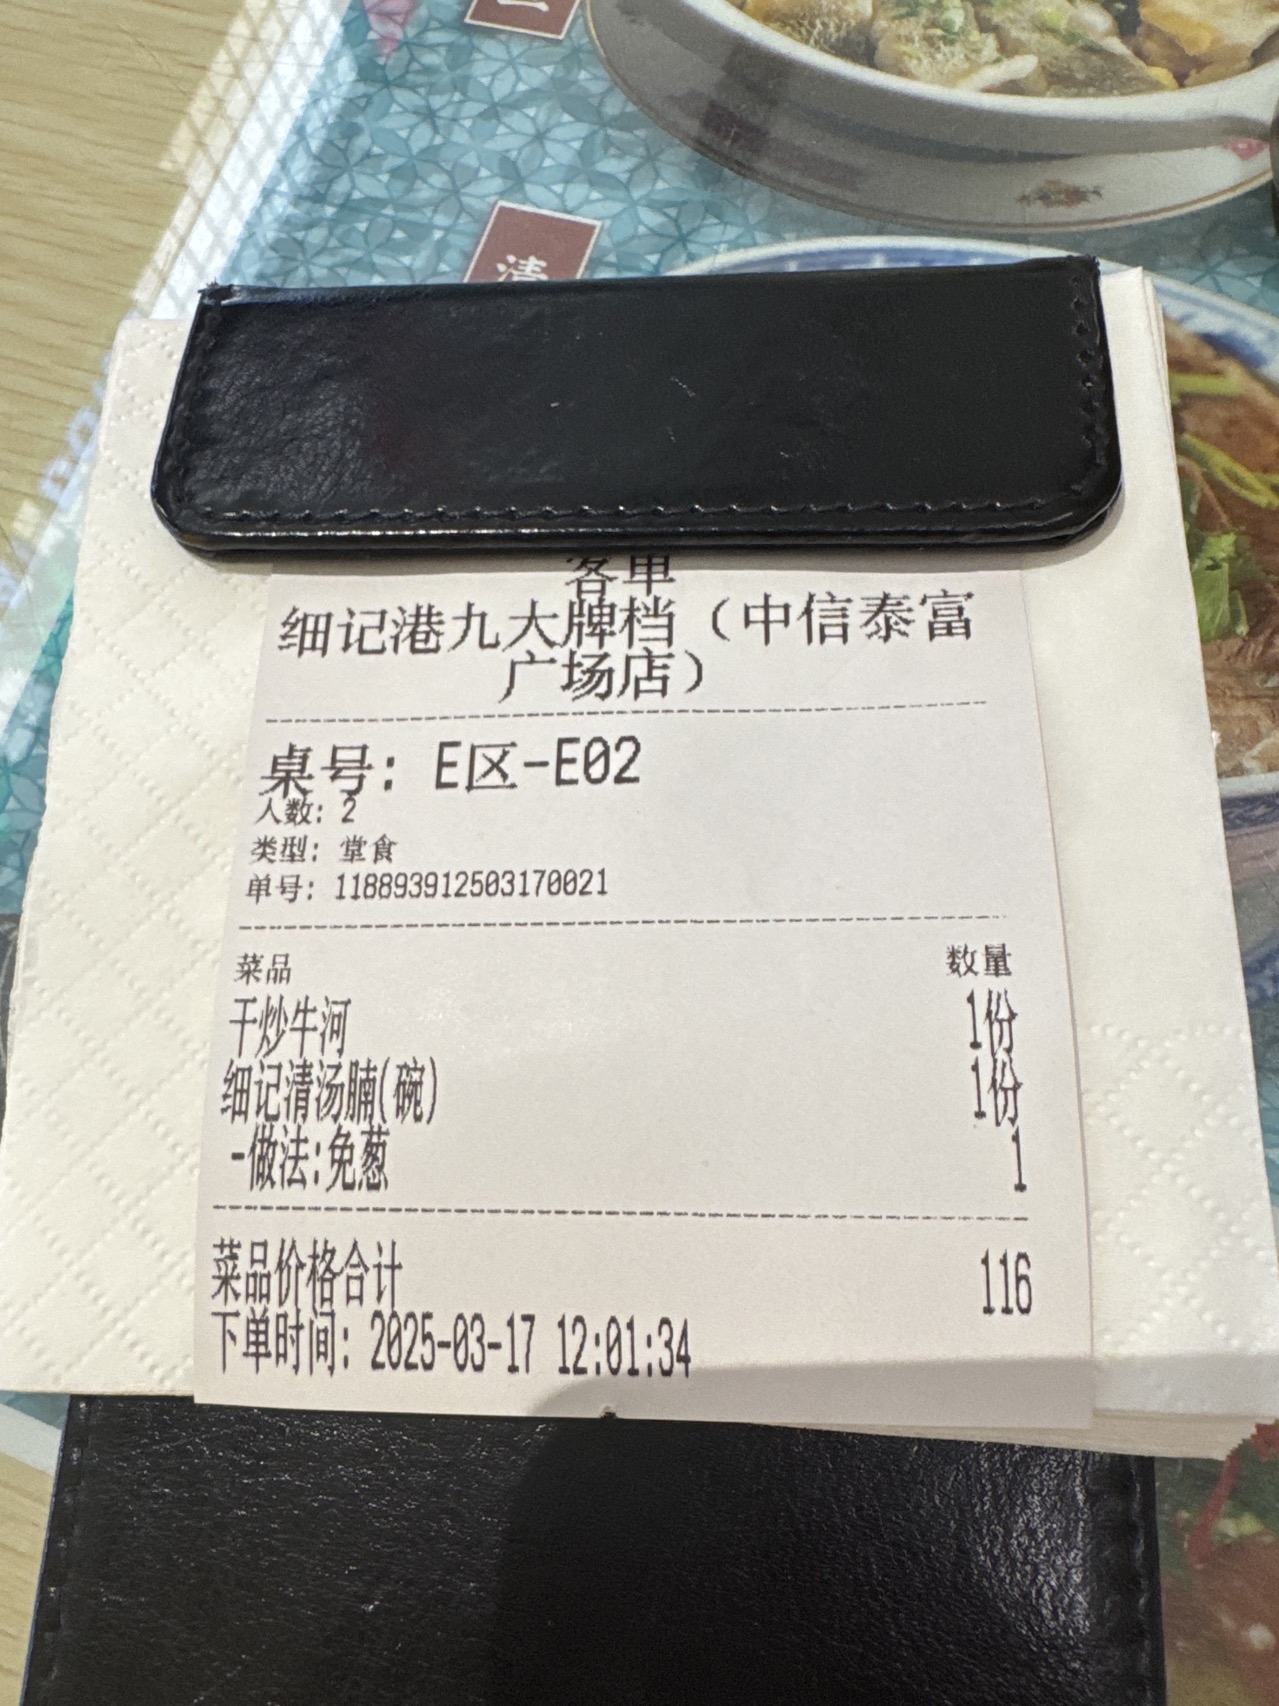 清
客单
细记港九大牌档（中信泰富
广场店）
桌号: E区-E02
人数: 2
类型: 堂食
单号: 118893912503170021
菜品 数量
干炒牛河 1份
细记清汤腩(碗) 1份
-做法:免葱 1
菜品价格合计 116
下单时间: 2025-03-17 12:01:34